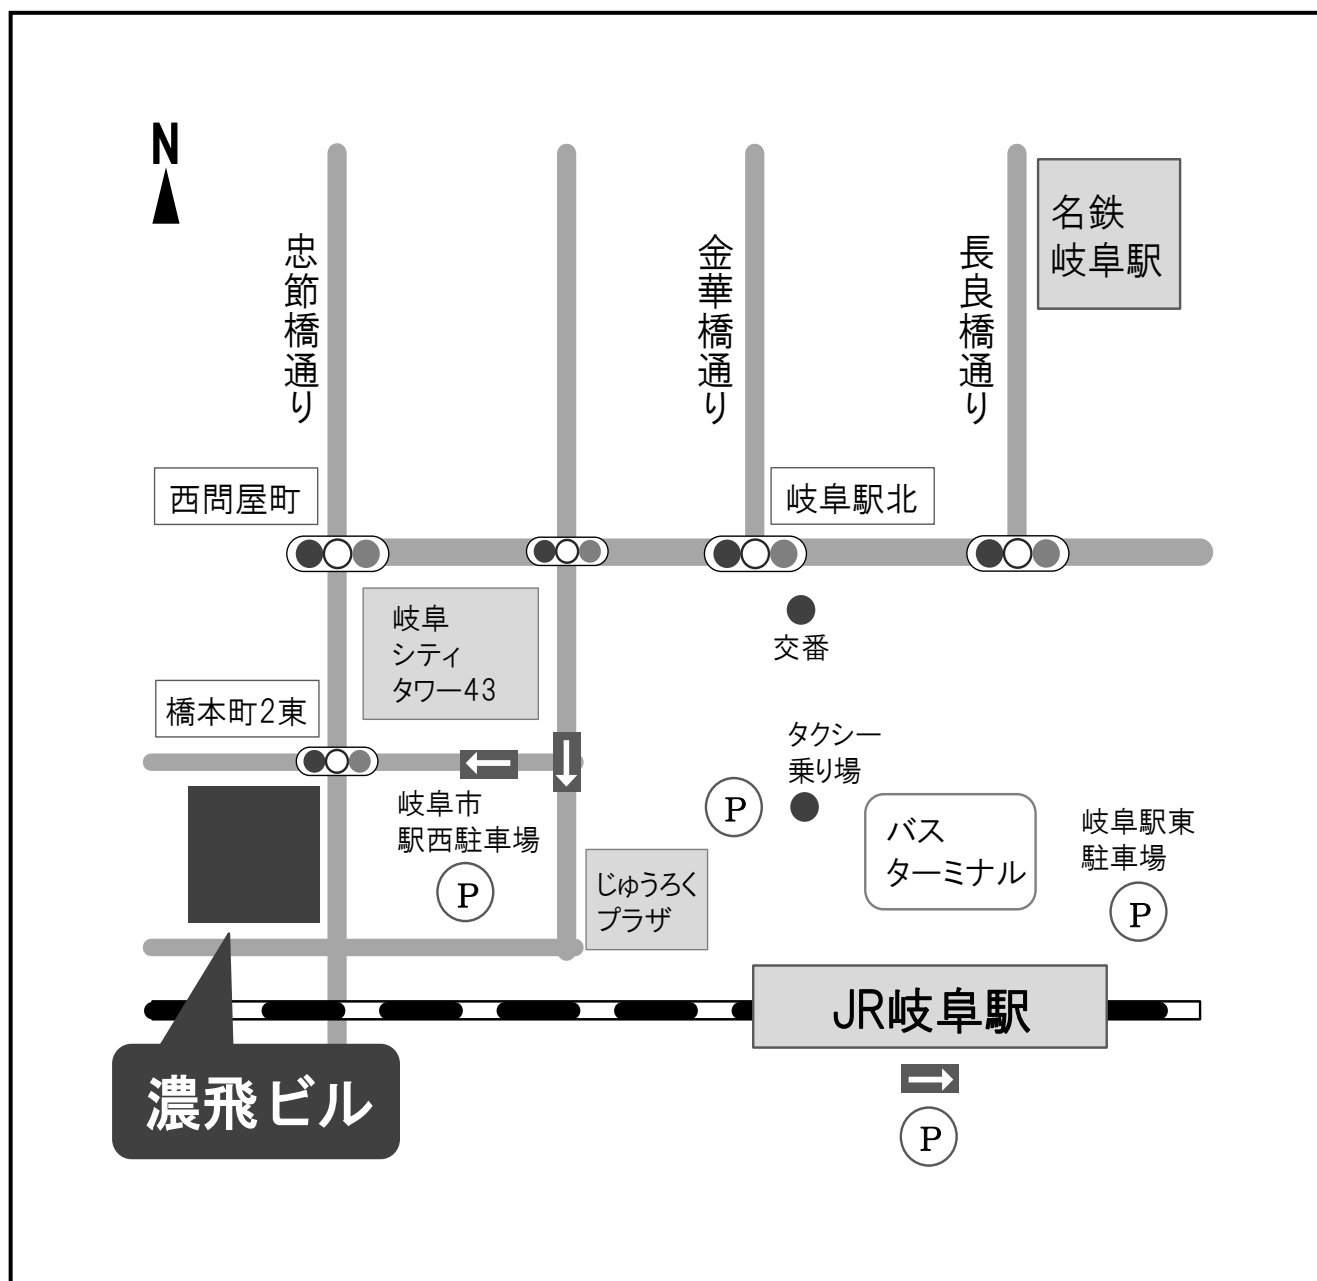 N
忠節橋通り
金華橋通り
長良橋通り
名鉄
岐阜駅
西問屋町
岐阜駅北
岐阜
シティ
タワー43
交番
橋本町2東
タクシー
乗り場
P
岐阜市
駅西駐車場
P
バス
ターミナル
岐阜駅東
駐車場
P
じゅうろく
プラザ
JR岐阜駅
P
濃飛ビル